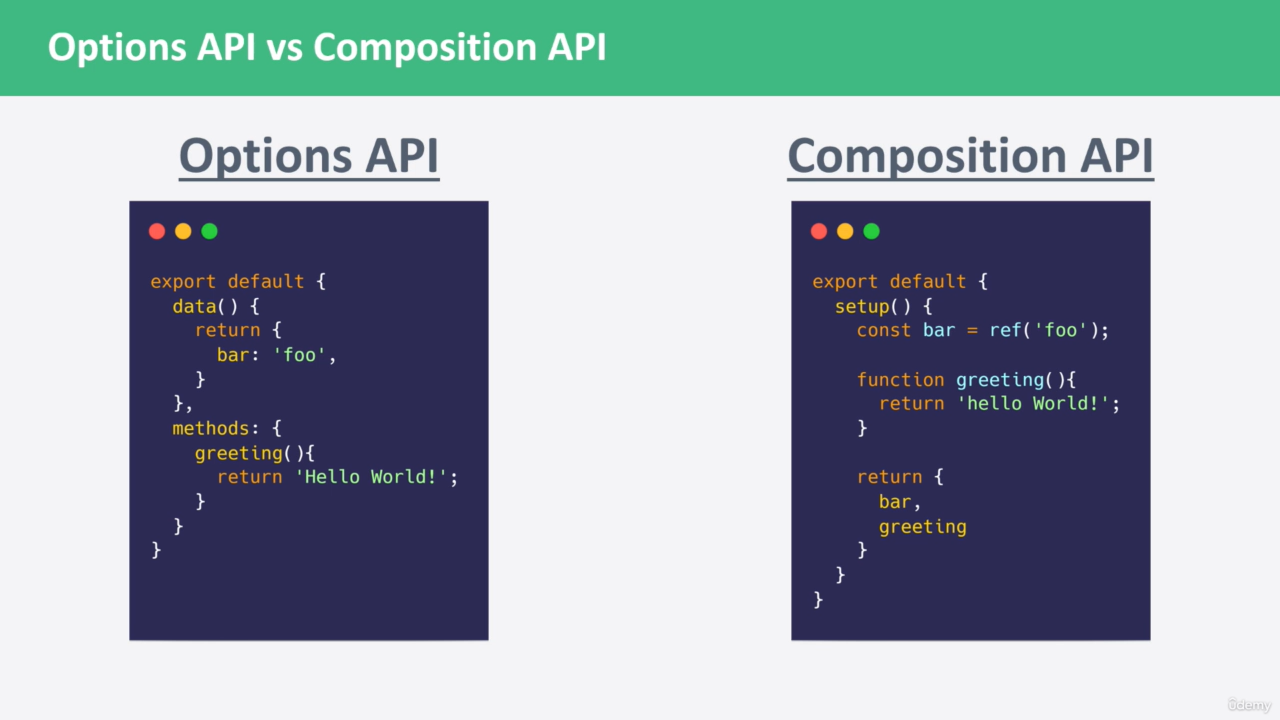 Options API vs Composition API
Options API
export default {
  data() {
    return {
      bar: 'foo',
    }
  },
  methods: {
    greeting(){
      return 'Hello World!';
    }
  }
}
Composition API
export default {
  setup() {
    const bar = ref('foo');
    function greeting(){
      return 'hello World!';
    }
    return {
      bar,
      greeting
    }
  }
}
ûdemy